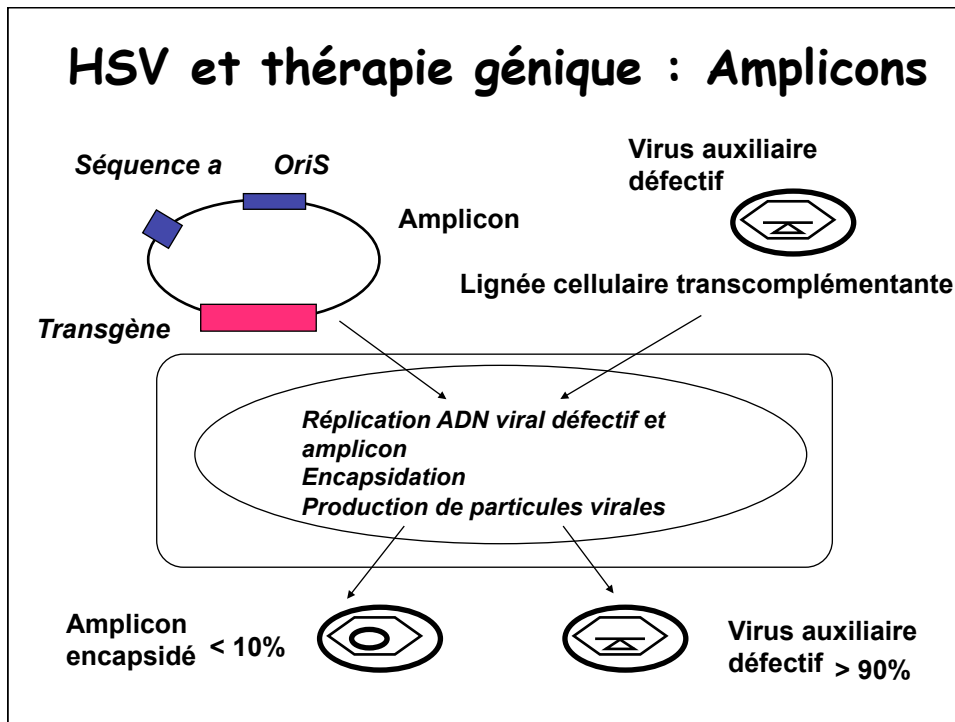 HSV et thérapie génique : Amplicons
Séquence a OriS
Virus auxiliaire
défectif
Amplicon
Lignée cellulaire transcomplémentante
Transgène
Réplication ADN viral défectif et
amplicon
Encapsidation
Production de particules virales
Amplicon
encapsidé < 10%
Virus auxiliaire
défectif > 90%